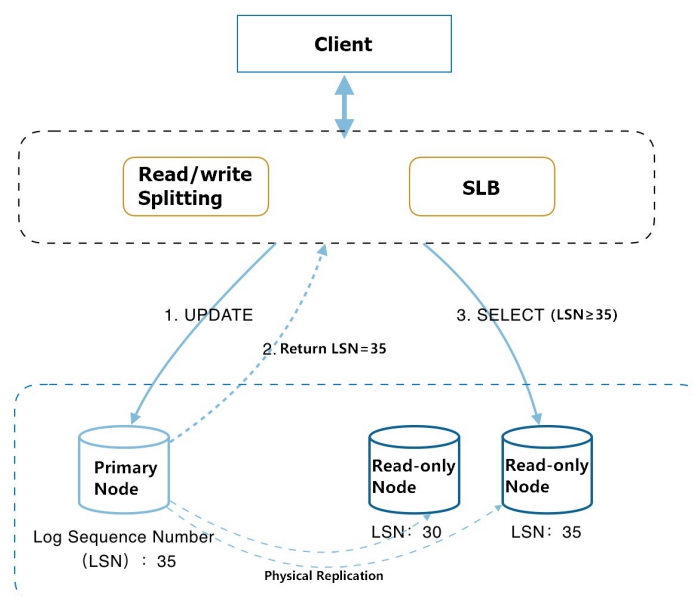 Client
Read/write
Splitting
SLB
1. UPDATE
3. SELECT (LSN≥35)
2. Return LSN=35
Primary
Node
Read-only
Node
Read-only
Node
Log Sequence Number
(LSN) : 35
LSN: 30
LSN: 35
Physical Replication